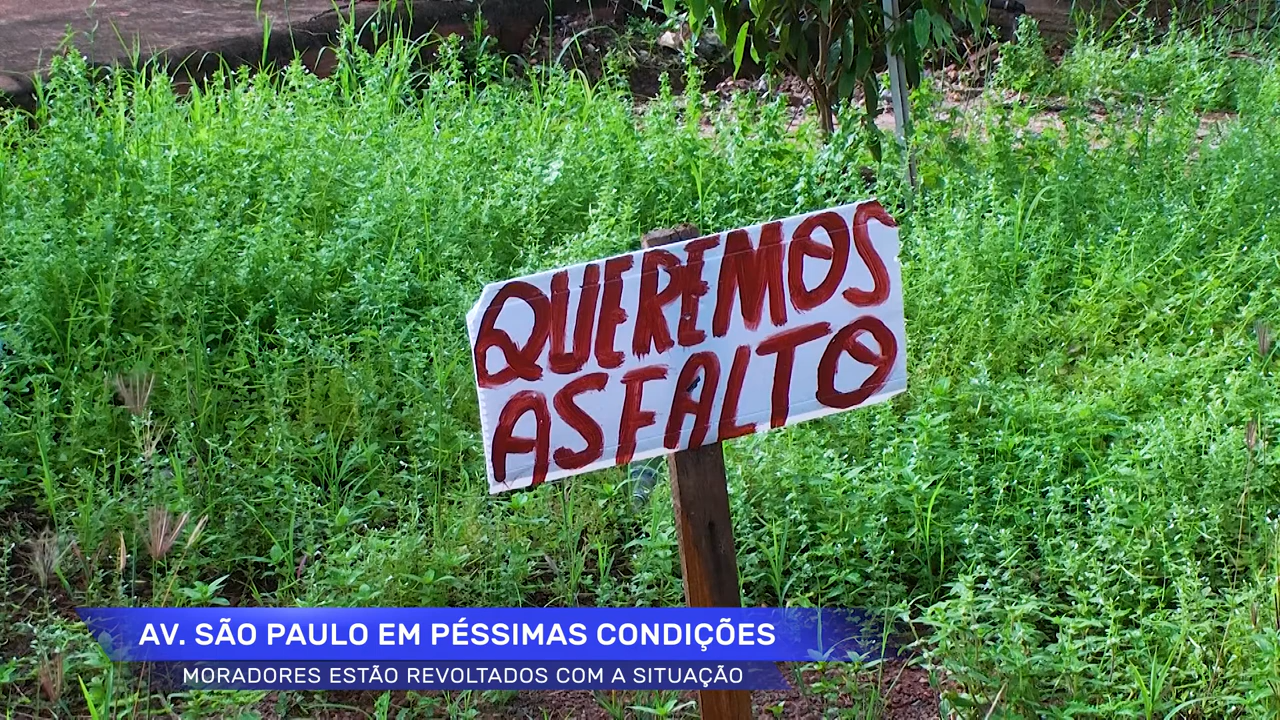 QUEREMOS
ASFALTO
AV. SÃO PAULO EM PÉSSIMAS CONDIÇÕES
MORADORES ESTÃO REVOLTADOS COM A SITUAÇÃO